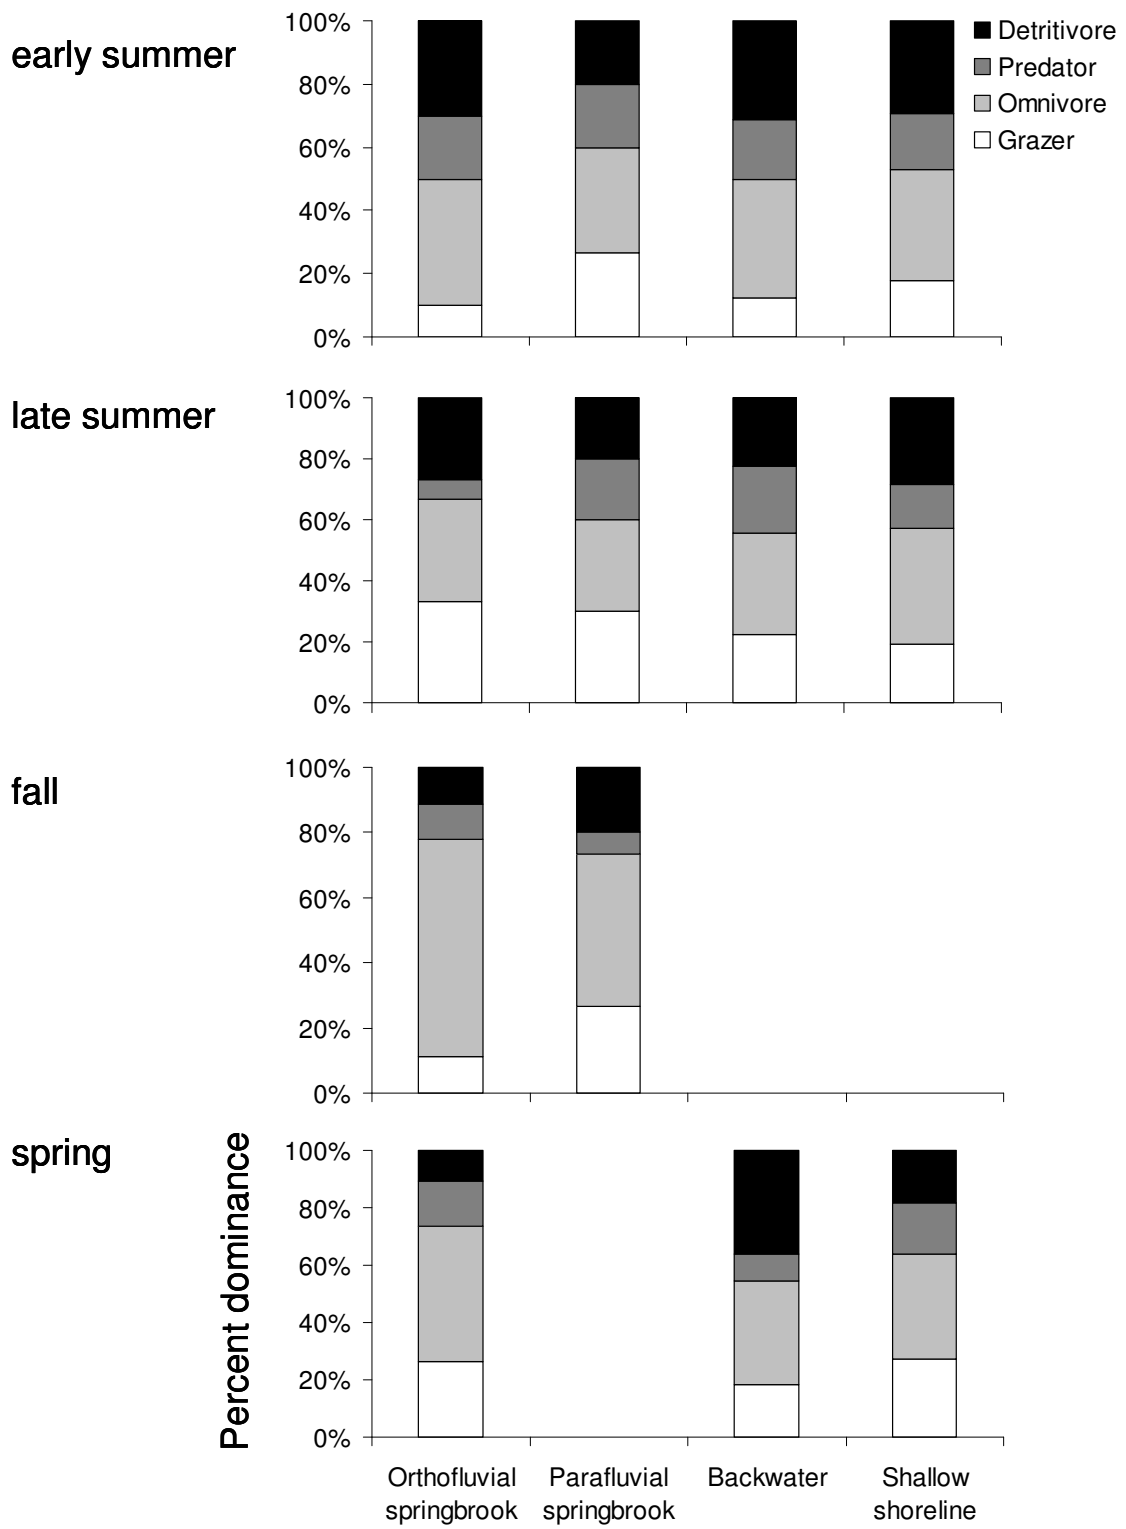 early summer
100%
80%
60%
40%
20%
0%
Detritivore
Predator
Omnivore
Grazer
late summer
100%
80%
60%
40%
20%
0%
fall
100%
80%
60%
40%
20%
0%
spring
Percent dominance
100%
80%
60%
40%
20%
0%
Orthofluvial
springbrook
Parafluvial
springbrook
Backwater
Shallow
shoreline